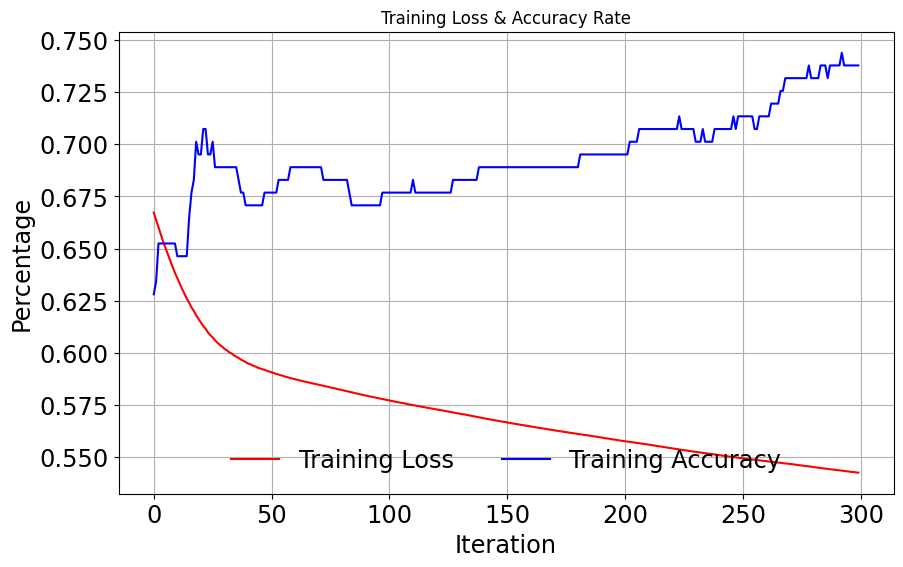 Training Loss & Accuracy Rate
Percentage
0.750
0.725
0.700
0.675
0.650
0.625
0.600
0.575
0.550
Training Loss
Training Accuracy
0 50 100 150 200 250 300
Iteration